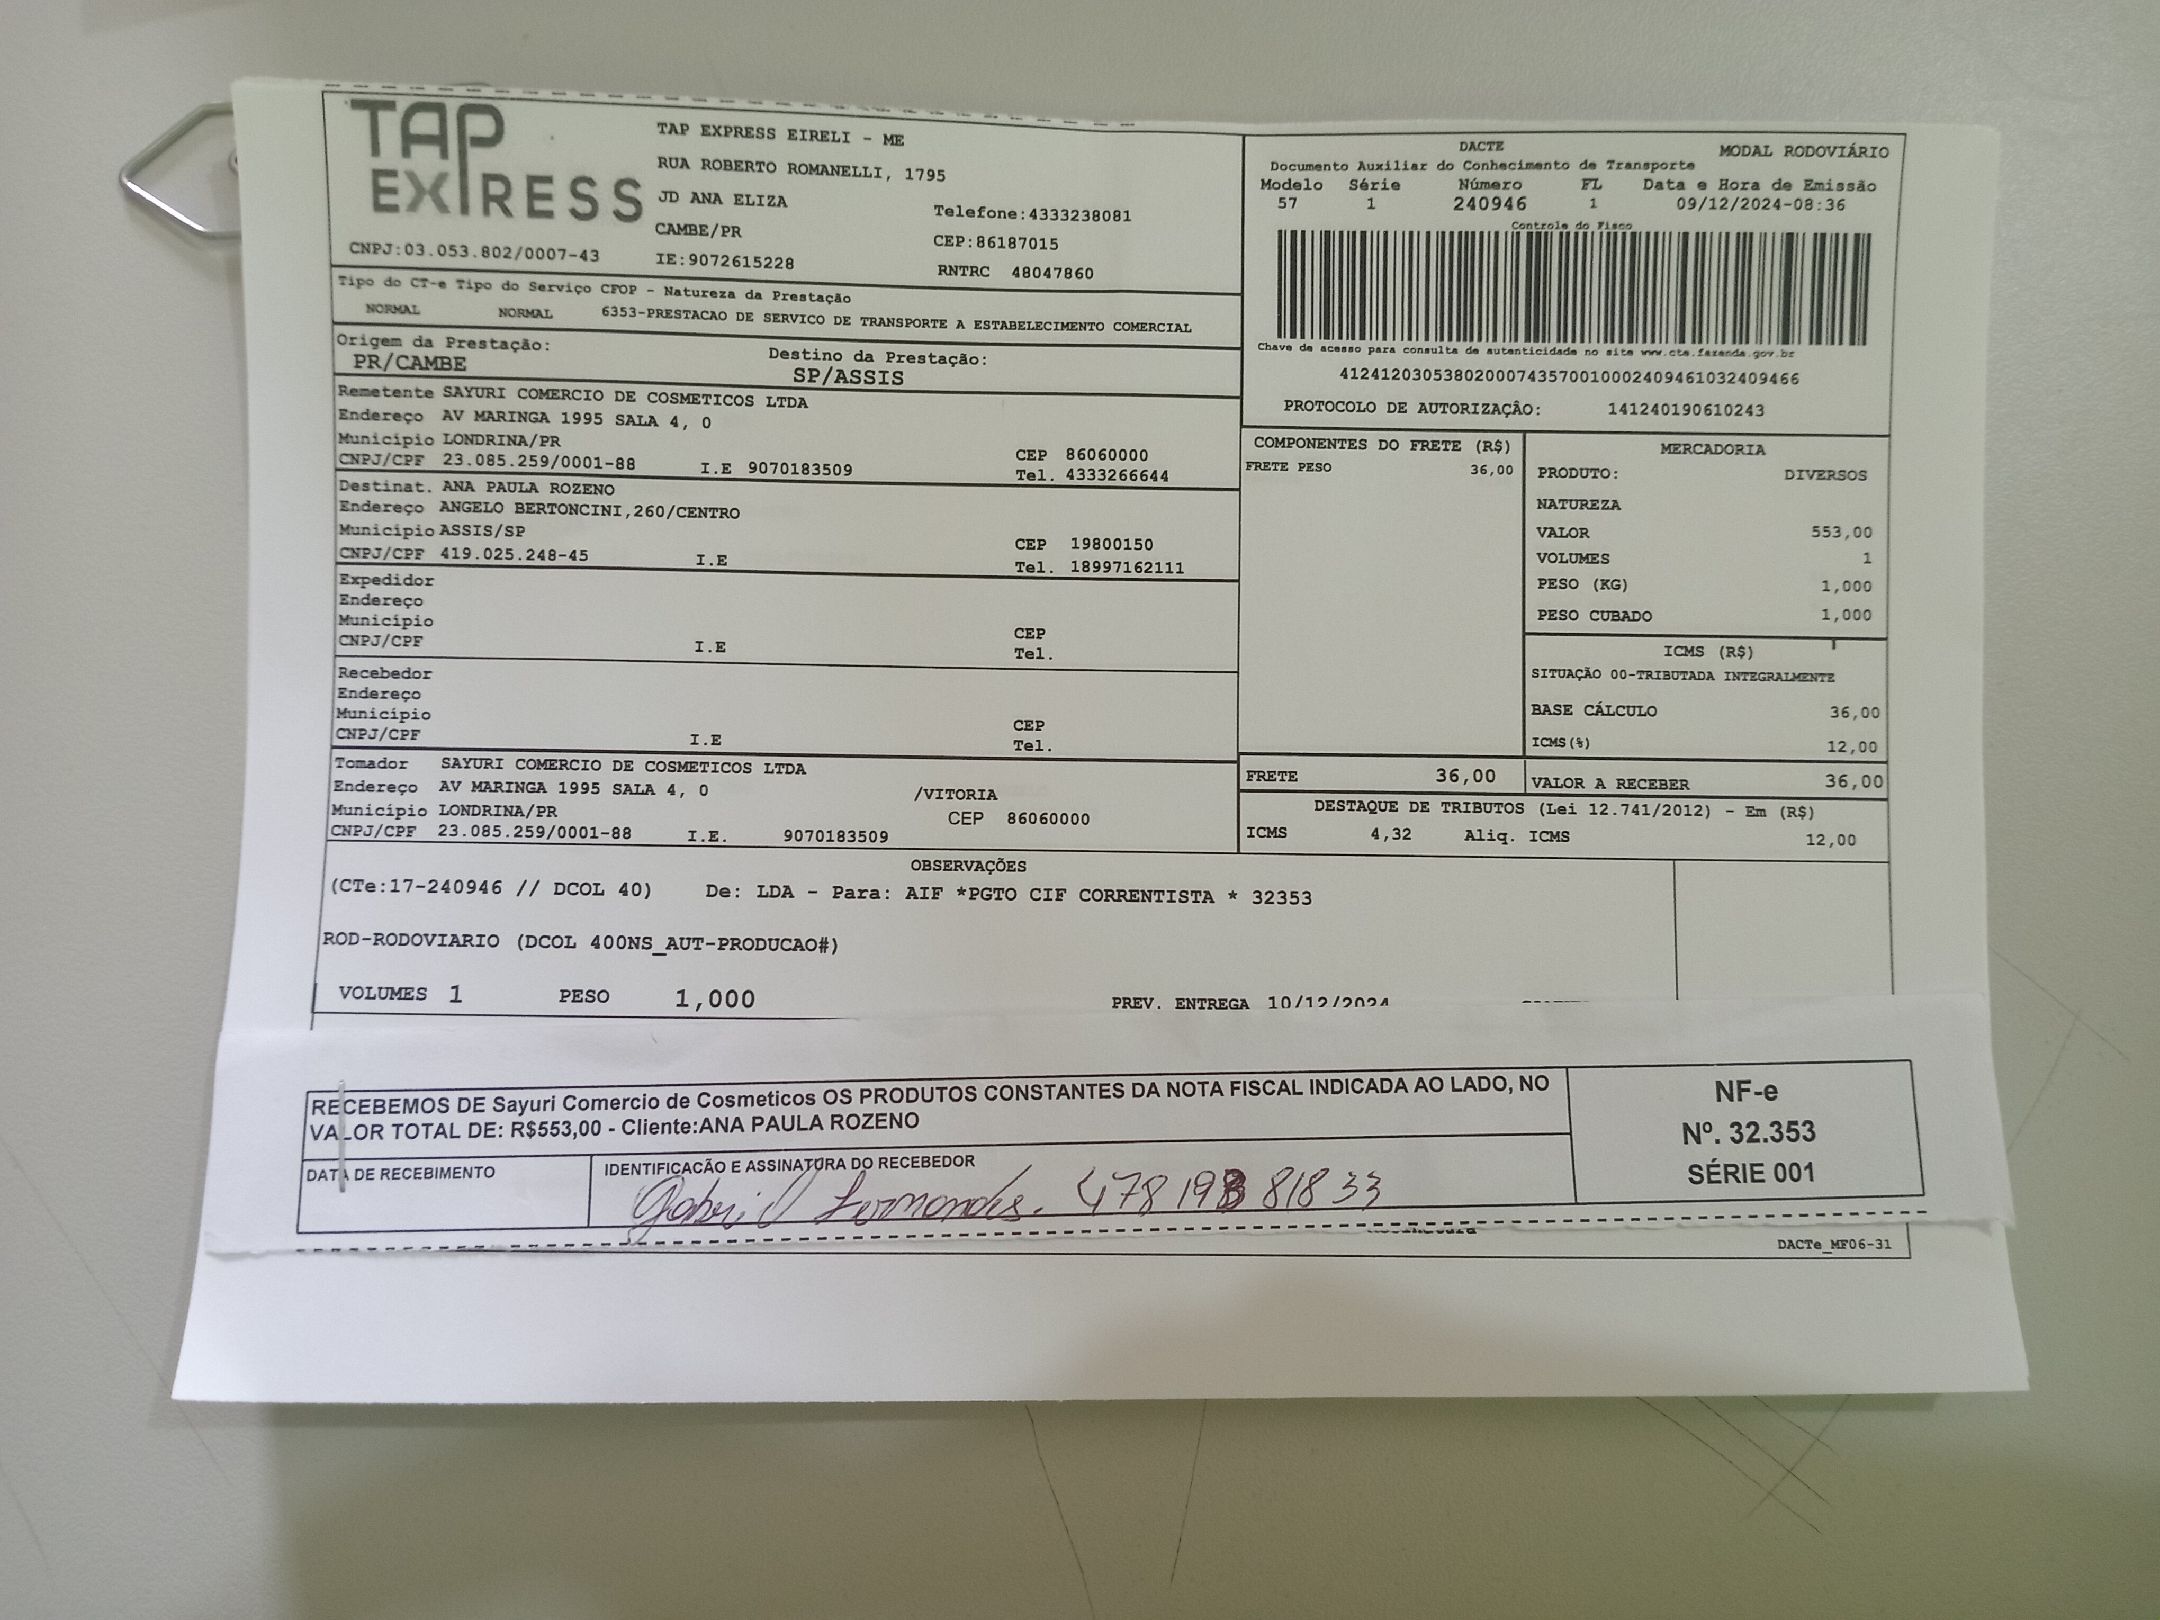 TAP
EXPRESS
TAP EXPRESS EIRELI - ME
RUA ROBERTO ROMANELLI, 1795
JD ANA ELIZA
CAMBE/PR
Telefone:4333238081
CEP:86187015
CNPJ:03.053.802/0007-43
IE:9072615228
RNTRC 48047860
DACTE
MODAL RODOVIÁRIO
Documento Auxiliar do Conhecimento de Transporte
Modelo Série Número FL Data e Hora de Emissão
57 1 240946 1 09/12/2024-08:36
Controle do Fisco
Chave de acesso para consulta de autenticidade no site www.cte.fazenda.gov.br
41241203053802000743570010002409461032409466
PROTOCOLO DE AUTORIZAÇÂO: 141240190610243
Tipo do CT-e Tipo do Serviço CFOP - Natureza da Prestação
NORMAL NORMAL 6353-PRESTACAO DE SERVICO DE TRANSPORTE A ESTABELECIMENTO COMERCIAL
Origem da Prestação: Destino da Prestação:
PR/CAMBE SP/ASSIS
Remetente SAYURI COMERCIO DE COSMETICOS LTDA
Endereço AV MARINGA 1995 SALA 4, 0
Município LONDRINA/PR CEP 86060000
CNPJ/CPF 23.085.259/0001-88 I.E 9070183509 Tel. 4333266644
Destinat. ANA PAULA ROZENO
Endereço ANGELO BERTONCINI,260/CENTRO
Município ASSIS/SP CEP 19800150
CNPJ/CPF 419.025.248-45 I.E Tel. 18997162111
Expedidor
Endereço
Município CEP
CNPJ/CPF I.E Tel.
Recebedor
Endereço
Município CEP
CNPJ/CPF I.E Tel.
Tomador SAYURI COMERCIO DE COSMETICOS LTDA
Endereço AV MARINGA 1995 SALA 4, 0 /VITORIA
Município LONDRINA/PR CEP 86060000
CNPJ/CPF 23.085.259/0001-88 I.E. 9070183509
COMPONENTES DO FRETE (R$)
FRETE PESO 36,00
MERCADORIA
PRODUTO: DIVERSOS
NATUREZA
VALOR 553,00
VOLUMES 1
PESO (KG) 1,000
PESO CUBADO 1,000
ICMS (R$)
SITUAÇÃO 00-TRIBUTADA INTEGRALMENTE
BASE CÁLCULO 36,00
ICMS(%) 12,00
FRETE 36,00 VALOR A RECEBER 36,00
DESTAQUE DE TRIBUTOS (Lei 12.741/2012) - Em (R$)
ICMS 4,32 Aliq. ICMS 12,00
OBSERVAÇÕES
(CTe:17-240946 // DCOL 40) De: LDA - Para: AIF *PGTO CIF CORRENTISTA * 32353
ROD-RODOVIARIO (DCOL 400NS_AUT-PRODUCAO#)
VOLUMES 1 PESO 1,000 PREV. ENTREGA 10/12/2024
RECEBEMOS DE Sayuri Comercio de Cosmeticos OS PRODUTOS CONSTANTES DA NOTA FISCAL INDICADA AO LADO, NO
VALOR TOTAL DE: R$553,00 - Cliente:ANA PAULA ROZENO
DATA DE RECEBIMENTO
IDENTIFICAÇÃO E ASSINATURA DO RECEBEDOR
Gabriel Fernandes.
NF-e
Nº. 32.353
SÉRIE 001
DACTe_MF06-31